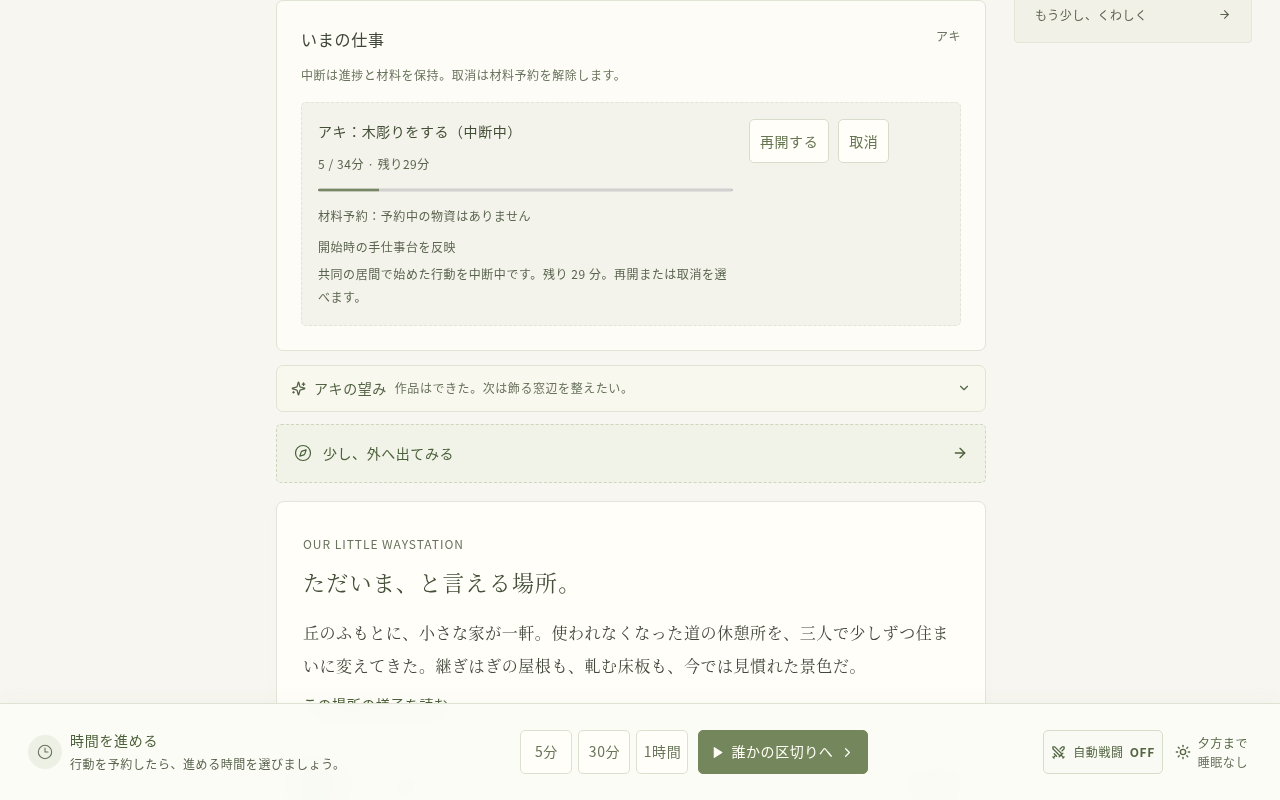 もう少し、くわしく
いまの仕事
アキ
中断は進捗と材料を保持。取消は材料予約を解除します。
アキ：木彫りをする（中断中）
再開する
取消
5 / 34分 · 残り29分
材料予約：予約中の物資はありません
開始時の手仕事台を反映
共同の居間で始めた行動を中断中です。残り 29 分。再開または取消を選
べます。
アキの望み 作品はできた。次は飾る窓辺を整えたい。
少し、外へ出てみる
OUR LITTLE WAYSTATION
ただいま、と言える場所。
丘のふもとに、小さな家が一軒。使われなくなった道の休憩所を、三人で少しずつ住ま
いに変えてきた。継ぎはぎの屋根も、軋む床板も、今では見慣れた景色だ。
この場所の様子を読む
時間を進める
行動を予約したら、進める時間を選びましょう。
5分
30分
1時間
誰かの区切りへ
自動戦闘 OFF
夕方まで
睡眠なし